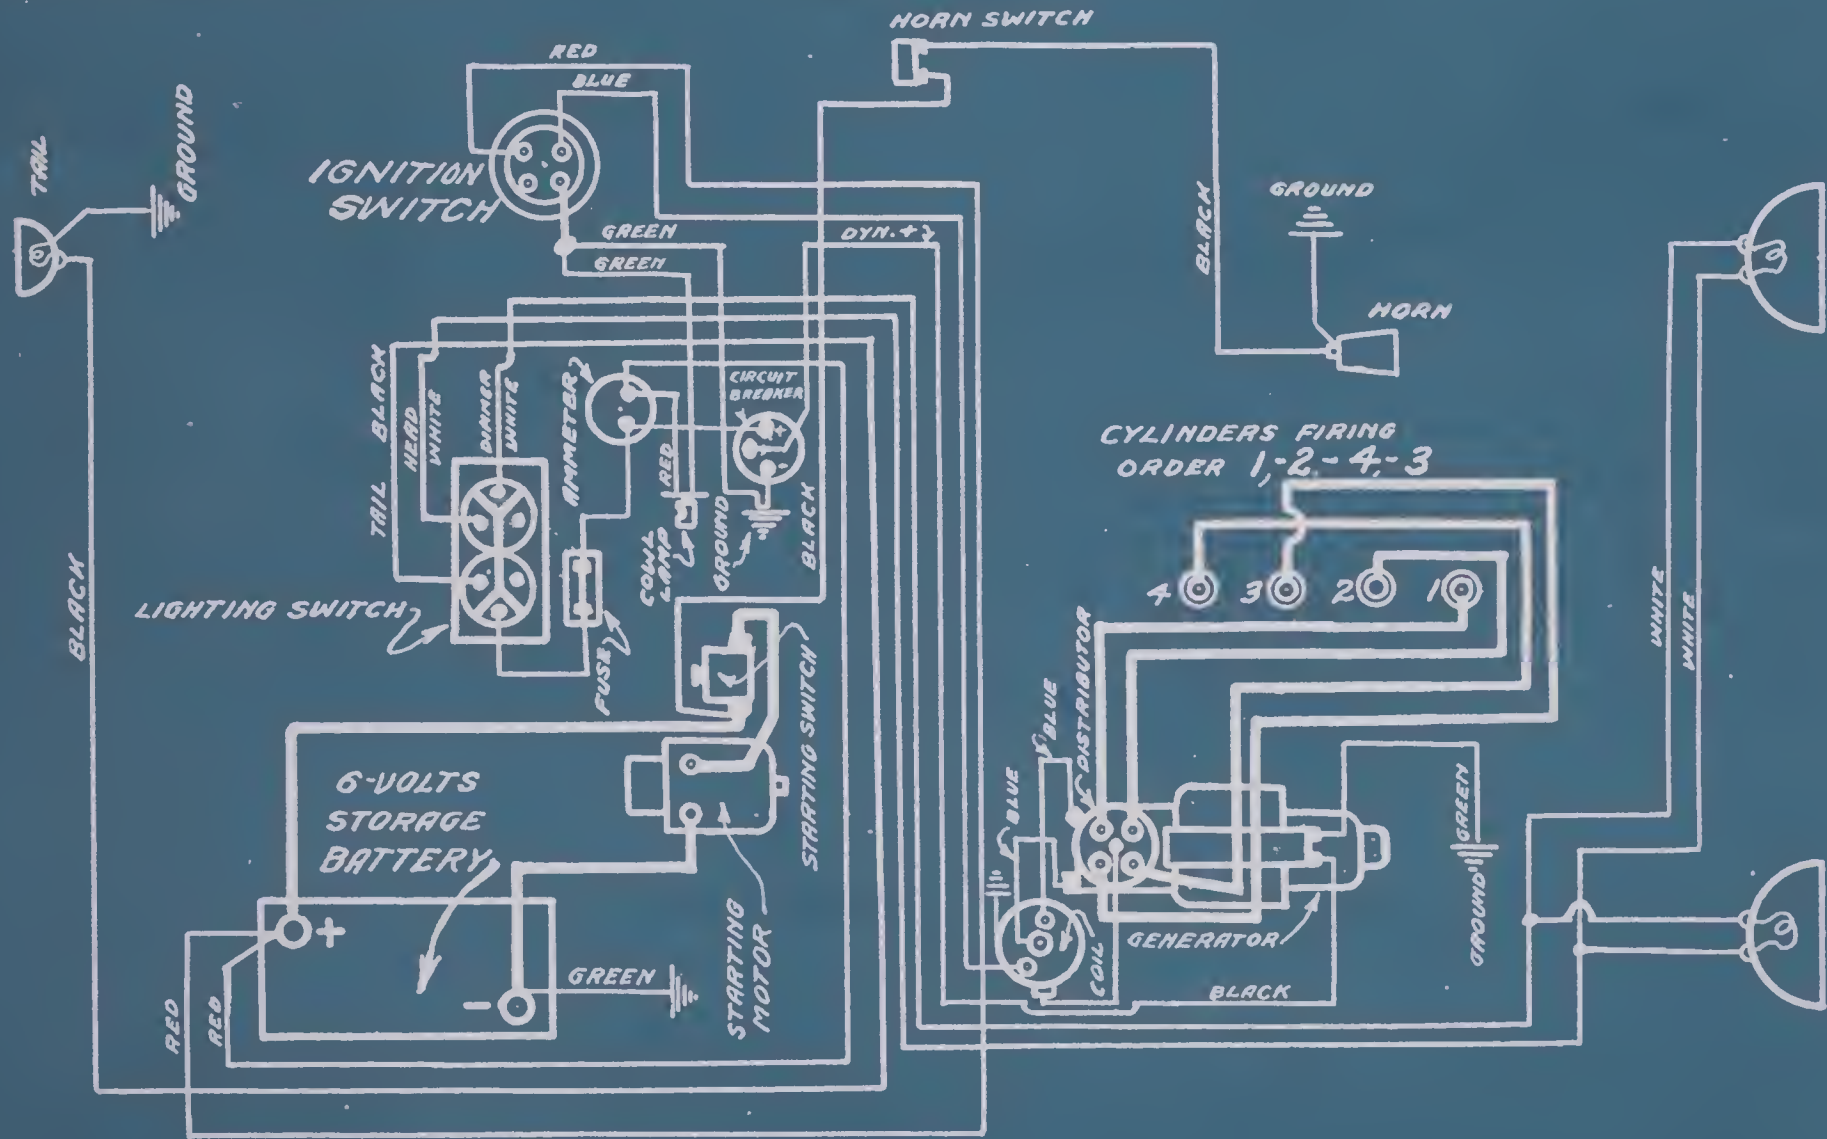 HORN SWITCH
RED
BLUE
TAIL
GROUND
IGNITION
SWITCH
GREEN
GREEN
DYN. +
BLACK
GROUND
HORN
TAIL BLACK
HEAD
WHITE
DIMMER
WHITE
AMMETER
CIRCUIT
BREAKER
+
-
RED
COWL
LAMP
GROUND
BLACK
CYLINDERS FIRING
ORDER 1,-2,-4,-3
4 3 2 1
BLACK
LIGHTING SWITCH
FUSE
STARTING SWITCH
WHITE
WHITE
6-VOLTS
STORAGE
BATTERY
+
-
RED
RED
GREEN
STARTING
MOTOR
BLUE
BLUE
DISTRIBUTOR
COIL
GENERATOR
BLACK
GREEN
GROUND